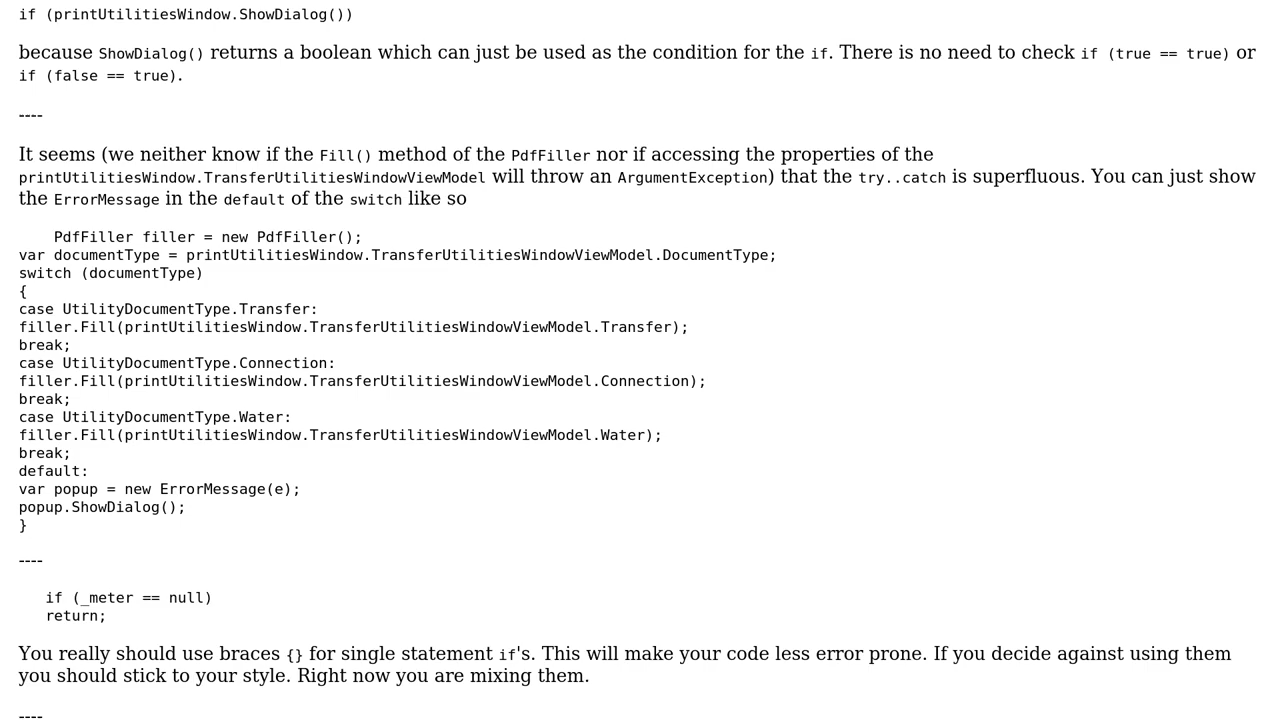 if (printUtilitiesWindow.ShowDialog())
because ShowDialog() returns a boolean which can just be used as the condition for the if. There is no need to check if (true == true) or
if (false == true).
----
It seems (we neither know if the Fill() method of the PdfFiller nor if accessing the properties of the
printUtilitiesWindow.TransferUtilitiesWindowViewModel will throw an ArgumentException) that the try..catch is superfluous. You can just show
the ErrorMessage in the default of the switch like so
PdfFiller filler = new PdfFiller();
var documentType = printUtilitiesWindow.TransferUtilitiesWindowViewModel.DocumentType;
switch (documentType)
{
case UtilityDocumentType.Transfer:
filler.Fill(printUtilitiesWindow.TransferUtilitiesWindowViewModel.Transfer);
break;
case UtilityDocumentType.Connection:
filler.Fill(printUtilitiesWindow.TransferUtilitiesWindowViewModel.Connection);
break;
case UtilityDocumentType.Water:
filler.Fill(printUtilitiesWindow.TransferUtilitiesWindowViewModel.Water);
break;
default:
var popup = new ErrorMessage(e);
popup.ShowDialog();
}
----
if (_meter == null)
return;
You really should use braces {} for single statement if's. This will make your code less error prone. If you decide against using them
you should stick to your style. Right now you are mixing them.
----